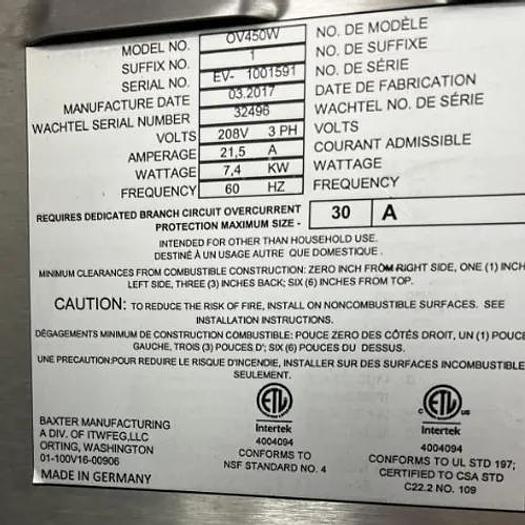 MODEL NO. OV450W NO. DE MODÈLE
SUFFIX NO. 1 NO. DE SUFFIXE
SERIAL NO. EV- 1001591 NO. DE SÉRIE
MANUFACTURE DATE 03.2017 DATE DE FABRICATION
WACHTEL SERIAL NUMBER 32496 WACHTEL NO. DE SÉRIE
VOLTS 208V 3 PH VOLTS
AMPERAGE 21,5 A COURANT ADMISSIBLE
WATTAGE 7,4 KW WATTAGE
FREQUENCY 60 HZ FREQUENCY
REQUIRES DEDICATED BRANCH CIRCUIT OVERCURRENT
PROTECTION MAXIMUM SIZE - 30 A
INTENDED FOR OTHER THAN HOUSEHOLD USE.
DESTINÉ À UN USAGE AUTRE QUE DOMESTIQUE.
MINIMUM CLEARANCES FROM COMBUSTIBLE CONSTRUCTION: ZERO INCH FROM RIGHT SIDE, ONE (1) INCH
LEFT SIDE, THREE (3) INCHES BACK; SIX (6) INCHES FROM TOP.
CAUTION: TO REDUCE THE RISK OF FIRE, INSTALL ON NONCOMBUSTIBLE SURFACES. SEE
INSTALLATION INSTRUCTIONS.
DÉGAGEMENTS MINIMUM DE CONSTRUCTION COMBUSTIBLE: POUCE ZERO DES CÔTÉS DROIT, UN (1) POUCE
GAUCHE, TROIS (3) POUCES D'; SIX (6) POUCES DU DESSUS.
UNE PRECAUTION:POUR REDUIRE LE RISQUE D'INCENDIE, INSTALLER SUR DES SURFACES INCOMBUSTIBLE
SEULEMENT.
BAXTER MANUFACTURING
A DIV. OF ITWFEG,LLC
ORTING, WASHINGTON
01-100V16-00906
MADE IN GERMANY
ETL
Intertek
4004094
CONFORMS TO
NSF STANDARD NO. 4
C ETL US
Intertek
4004094
CONFORMS TO UL STD 197;
CERTIFIED TO CSA STD
C22.2 NO. 109